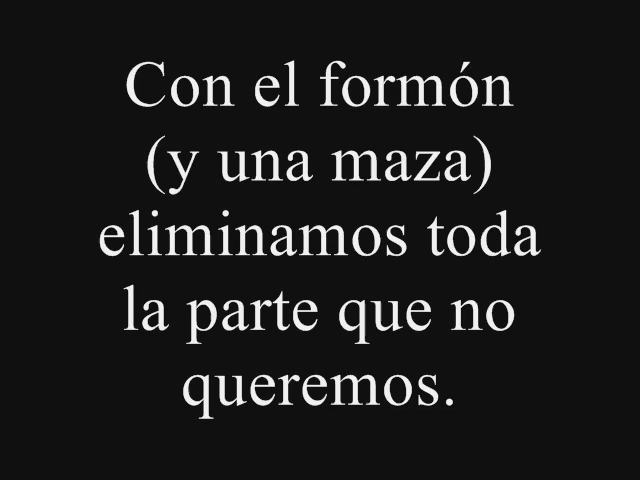 Con el formón
(y una maza)
eliminamos toda
la parte que no
queremos.